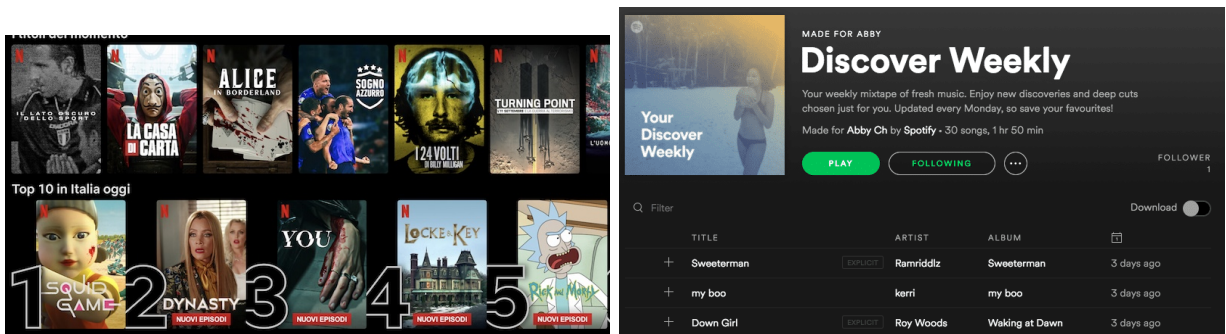 I titoli del momento
N
IL LATO OSCURO
DELLO SPORT
N
LA CASA
DI CARTA
N
ALICE
IN BORDERLAND
N
SOGNO
AZZURRO
N
I 24 VOLTI
DI BILLY MILLIGAN
N
TURNING POINT
N
L'UOMO
Top 10 in Italia oggi
1
SQUID
GAME
N
2
DYNASTY
NUOVI EPISODI
N
3
YOU
NUOVI EPISODI
N
4
LOCKE & KEY
NUOVI EPISODI
N
5
Rick and Morty
NUOVI EPISODI
Your
Discover
Weekly
MADE FOR ABBY
Discover Weekly
Your weekly mixtape of fresh music. Enjoy new discoveries and deep cuts
chosen just for you. Updated every Monday, so save your favourites!
Made for Abby Ch by Spotify • 30 songs, 1 hr 50 min
PLAY FOLLOWING
FOLLOWER
1
Filter Download
TITLE ARTIST ALBUM
+ Sweeterman EXPLICIT Ramriddlz Sweeterman 3 days ago
+ my boo kerri my boo 3 days ago
+ Down Girl EXPLICIT Roy Woods Waking at Dawn 3 days ago